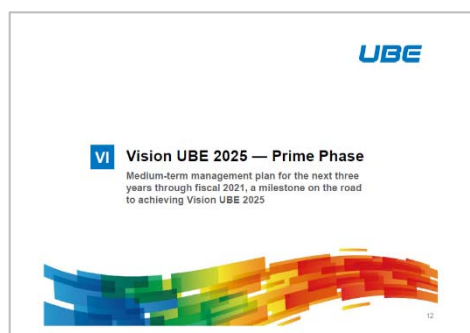 UBE
VI Vision UBE 2025 — Prime Phase
Medium-term management plan for the next three
years through fiscal 2021, a milestone on the road
to achieving Vision UBE 2025
12